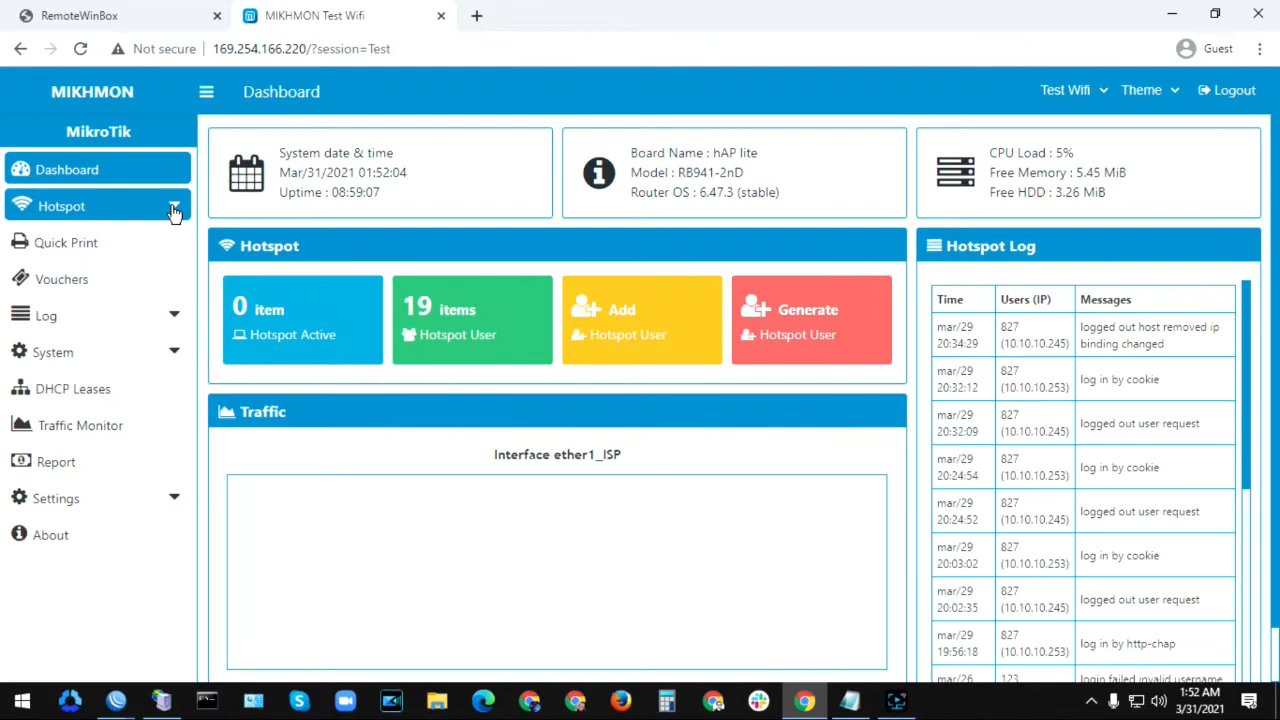 RemoteWinBox
MIKHMON Test Wifi
Not secure
169.254.166.220/?session=Test
Guest
MIKHMON
Dashboard
Test Wifi
Theme
Logout
MikroTik
Dashboard
Hotspot
Quick Print
Vouchers
Log
System
DHCP Leases
Traffic Monitor
Report
Settings
About
System date & time
Mar/31/2021 01:52:04
Uptime : 08:59:07
Board Name : hAP lite
Model : RB941-2nD
Router OS : 6.47.3 (stable)
CPU Load : 5%
Free Memory : 5.45 MiB
Free HDD : 3.26 MiB
Hotspot
0 item
Hotspot Active
19 items
Hotspot User
Add
Hotspot User
Generate
Hotspot User
Traffic
Interface ether1_ISP
Hotspot Log
Time Users (IP) Messages
mar/29 827 logged out host removed ip
20:34:29 (10.10.10.245) binding changed
mar/29 827 log in by cookie
20:32:12 (10.10.10.253)
mar/29 827 logged out user request
20:32:09 (10.10.10.245)
mar/29 827 log in by cookie
20:24:54 (10.10.10.253)
mar/29 827 logged out user request
20:24:52 (10.10.10.245)
mar/29 827 log in by cookie
20:03:02 (10.10.10.253)
mar/29 827 logged out user request
20:02:35 (10.10.10.245)
mar/29 827 log in by http-chap
19:56:18 (10.10.10.253)
mar/26 123 login failed invalid username
1:52 AM
3/31/2021